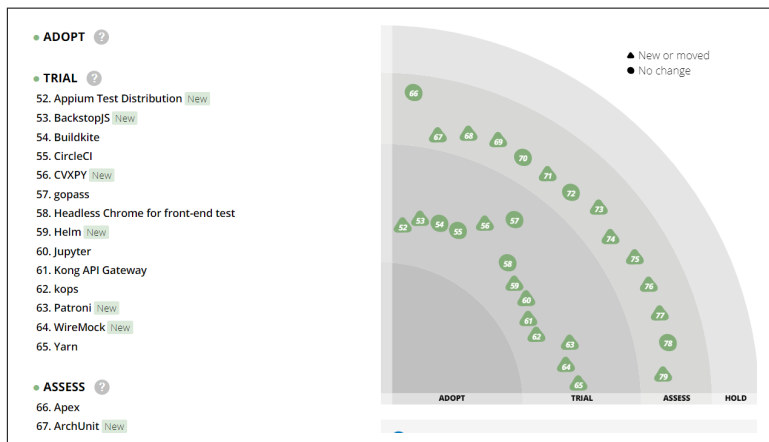 ADOPT ?
TRIAL ?
52. Appium Test Distribution New
53. BackstopJS New
54. Buildkite
55. CircleCI
56. CVXPY New
57. gopass
58. Headless Chrome for front-end test
59. Helm New
60. Jupyter
61. Kong API Gateway
62. kops
63. Patroni New
64. WireMock New
65. Yarn
ASSESS ?
66. Apex
67. ArchUnit New
New or moved
No change
66
67
68
69
70
71
72
73
74
75
76
77
78
79
52
53
54
55
56
57
58
59
60
61
62
63
64
65
ADOPT TRIAL ASSESS HOLD